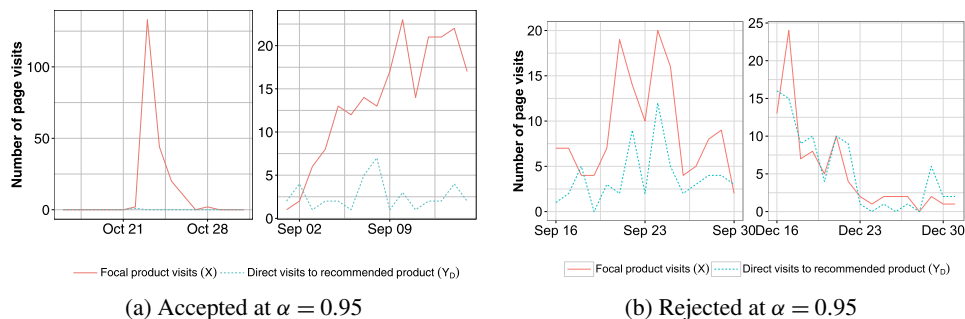 Number of page visits
100
50
0
Oct 21
Oct 28
20
15
10
5
0
Sep 02
Sep 09
Focal product visits (X)
Direct visits to recommended product (Y_D)
(a) Accepted at α = 0.95
Number of page visits
20
15
10
5
0
Sep 16
Sep 23
Sep 30
25
20
15
10
5
0
Dec 16
Dec 23
Dec 30
Focal product visits (X)
Direct visits to recommended product (Y_D)
(b) Rejected at α = 0.95